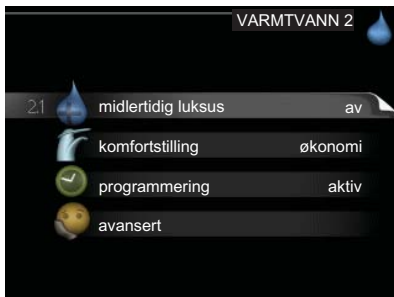 VARMTVANN 2
2.1 midlertidig luksus av
komfortstilling økonomi
programmering aktiv
avansert